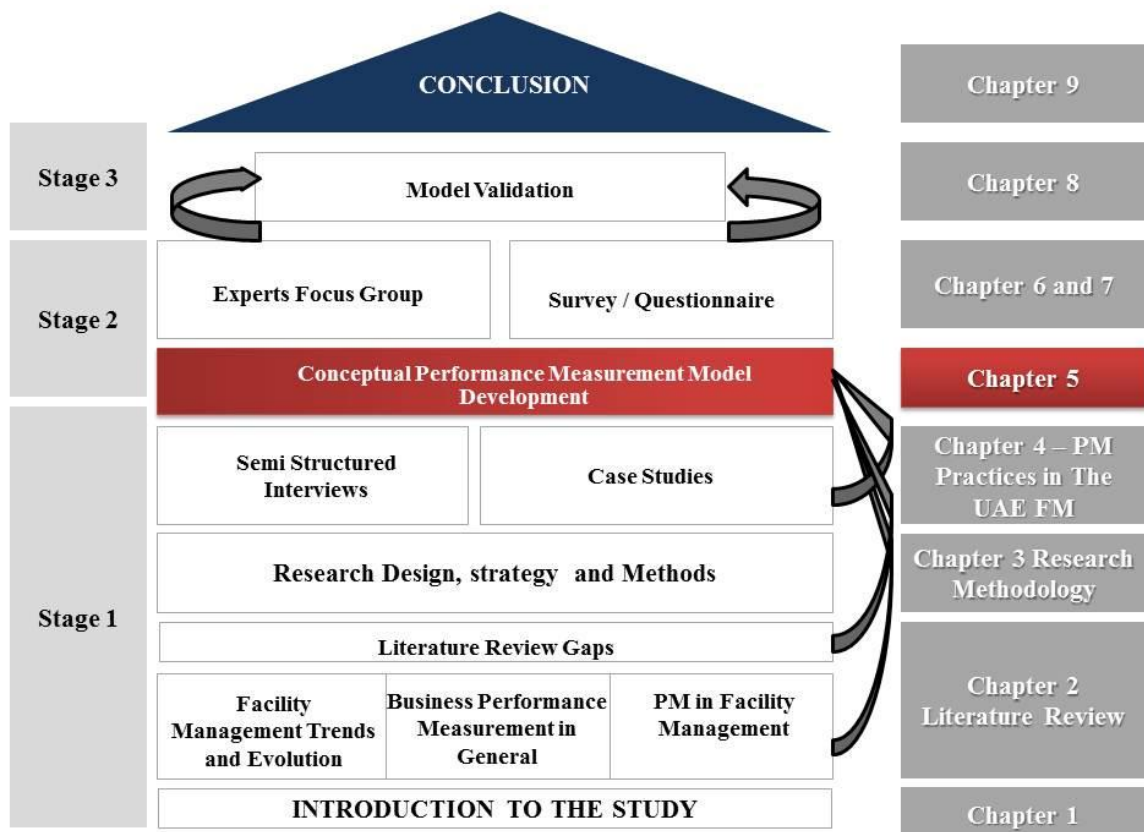 CONCLUSION
Chapter 9
Stage 3
Model Validation
Chapter 8
Stage 2
Experts Focus Group
Survey / Questionnaire
Chapter 6 and 7
Conceptual Performance Measurement Model
Development
Chapter 5
Stage 1
Semi Structured
Interviews
Case Studies
Chapter 4 – PM
Practices in The
UAE FM
Research Design, strategy and Methods
Chapter 3 Research
Methodology
Literature Review Gaps
Facility
Management Trends
and Evolution
Business Performance
Measurement in
General
PM in Facility
Management
Chapter 2
Literature Review
INTRODUCTION TO THE STUDY
Chapter 1